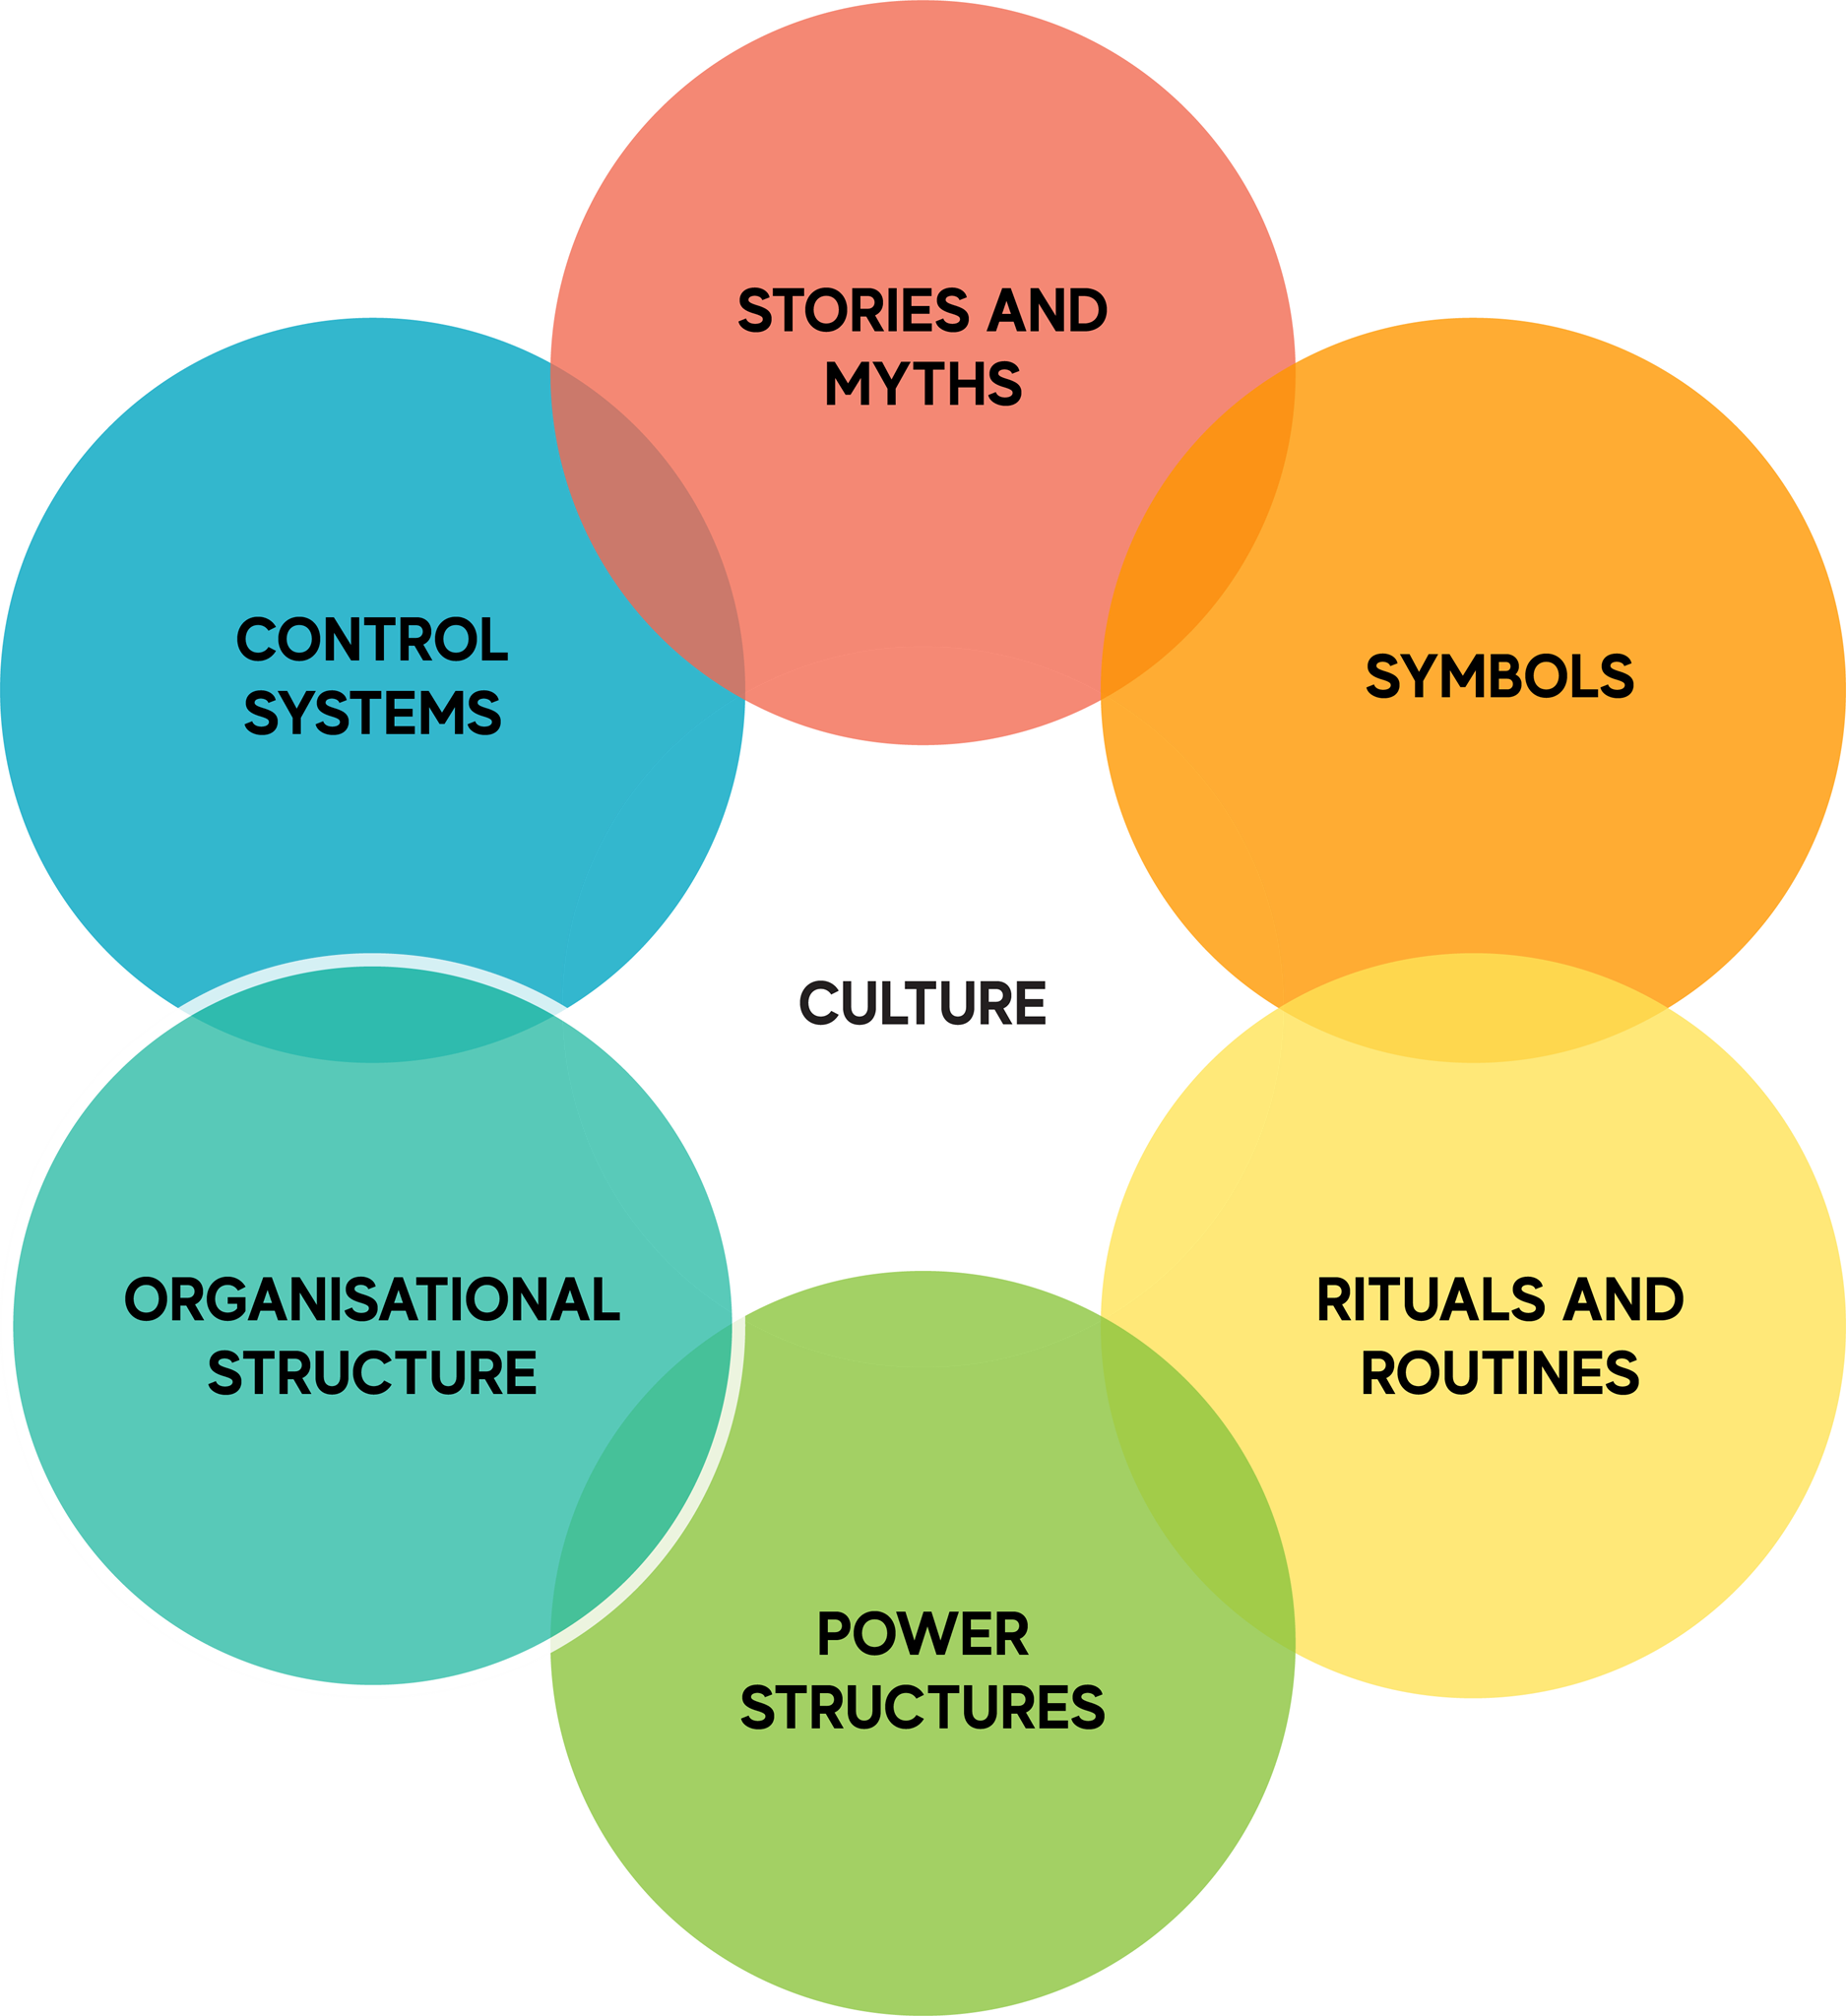 STORIES AND
MYTHS
CONTROL
SYSTEMS
SYMBOLS
CULTURE
ORGANISATIONAL
STRUCTURE
RITUALS AND
ROUTINES
POWER
STRUCTURES